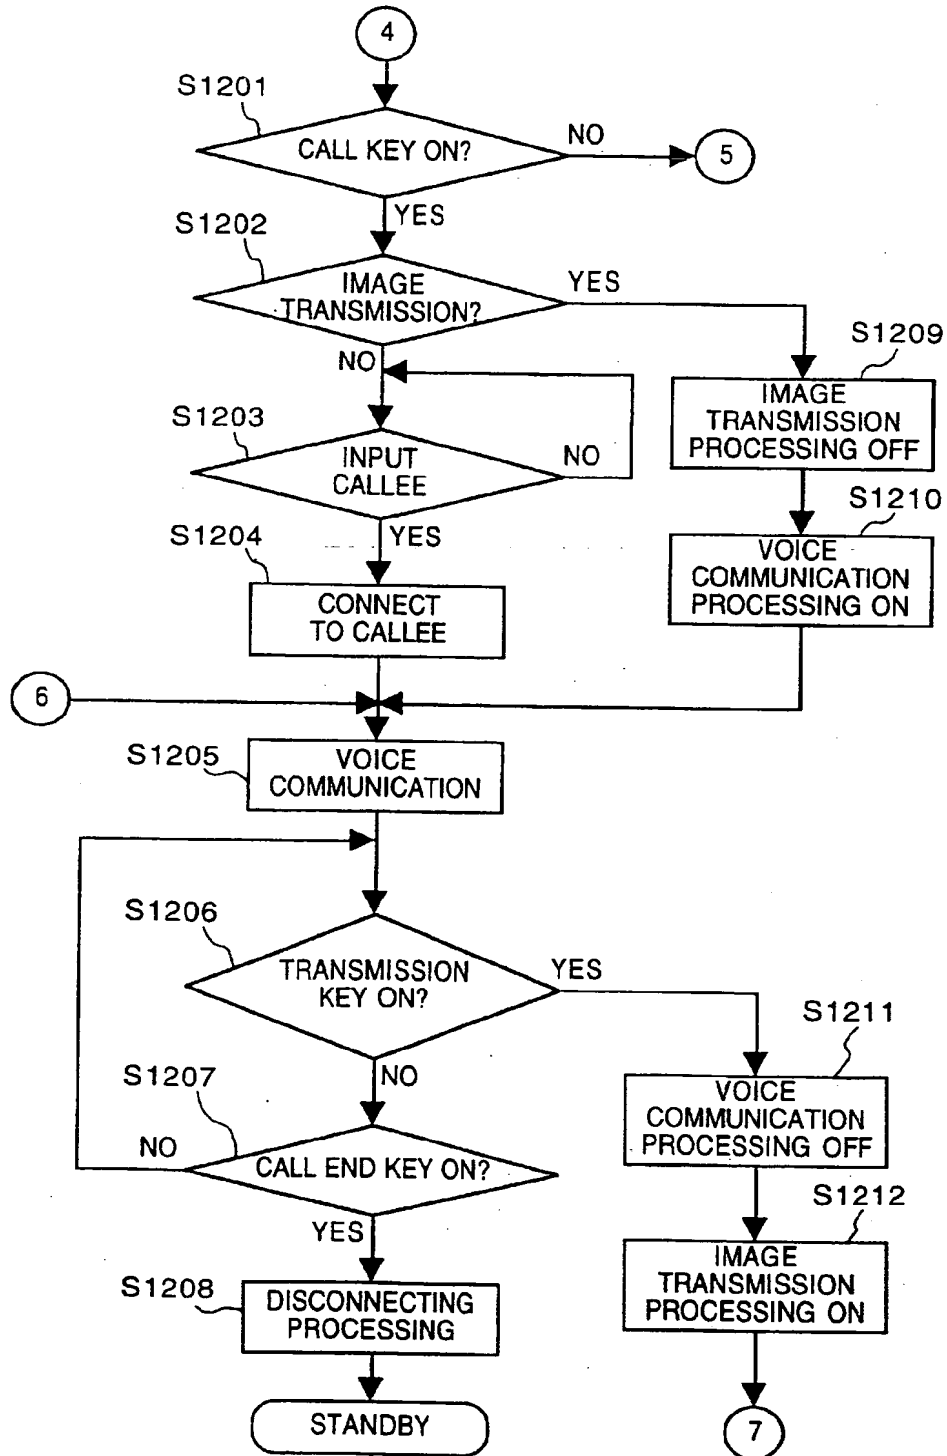 4
S1201
CALL KEY ON?
NO
5
YES
S1202
IMAGE
TRANSMISSION?
YES
NO
S1209
IMAGE
TRANSMISSION
PROCESSING OFF
S1203
INPUT
CALLEE
NO
YES
S1210
VOICE
COMMUNICATION
PROCESSING ON
S1204
CONNECT
TO CALLEE
6
S1205
VOICE
COMMUNICATION
S1206
TRANSMISSION
KEY ON?
YES
NO
S1211
VOICE
COMMUNICATION
PROCESSING OFF
S1207
CALL END KEY ON?
NO
YES
S1212
IMAGE
TRANSMISSION
PROCESSING ON
S1208
DISCONNECTING
PROCESSING
STANDBY
7